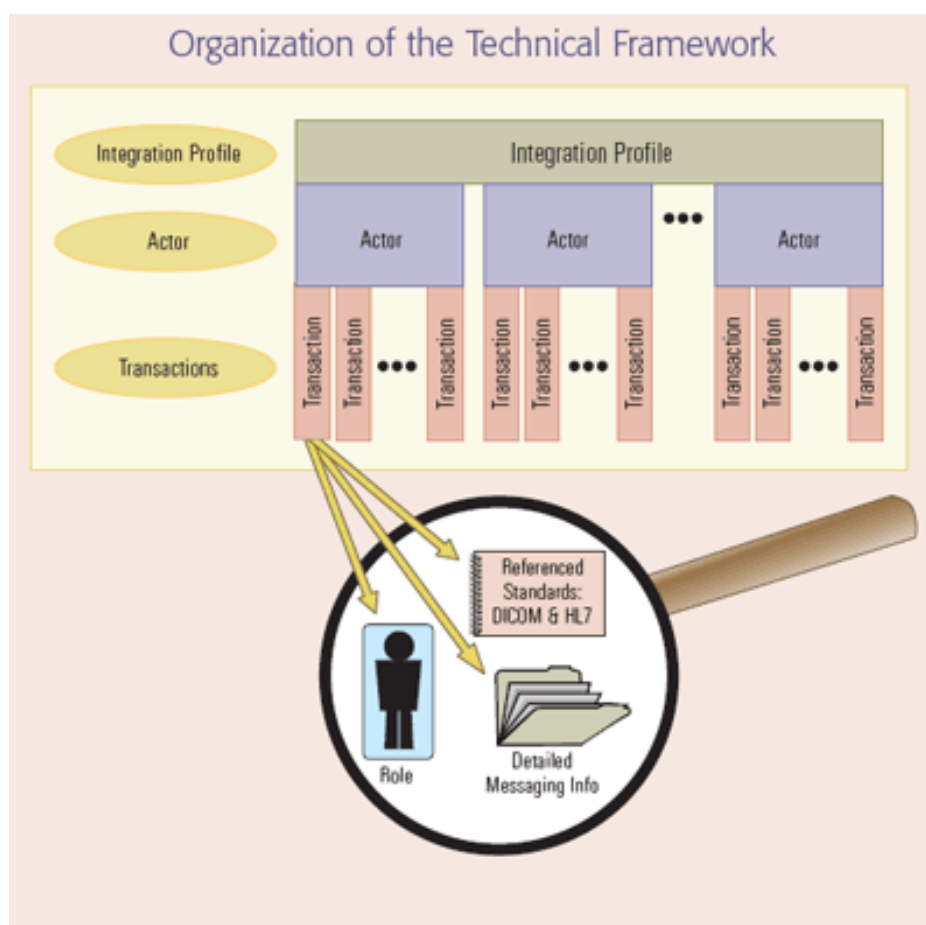 Organization of the Technical Framework
Integration Profile
Integration Profile
Actor
Actor
Actor
Actor
Transactions
Transaction
Transaction
Transaction
Transaction
Transaction
Transaction
Transaction
Transaction
Transaction
Referenced
Standards:
DICOM & HL7
Role
Detailed
Messaging Info